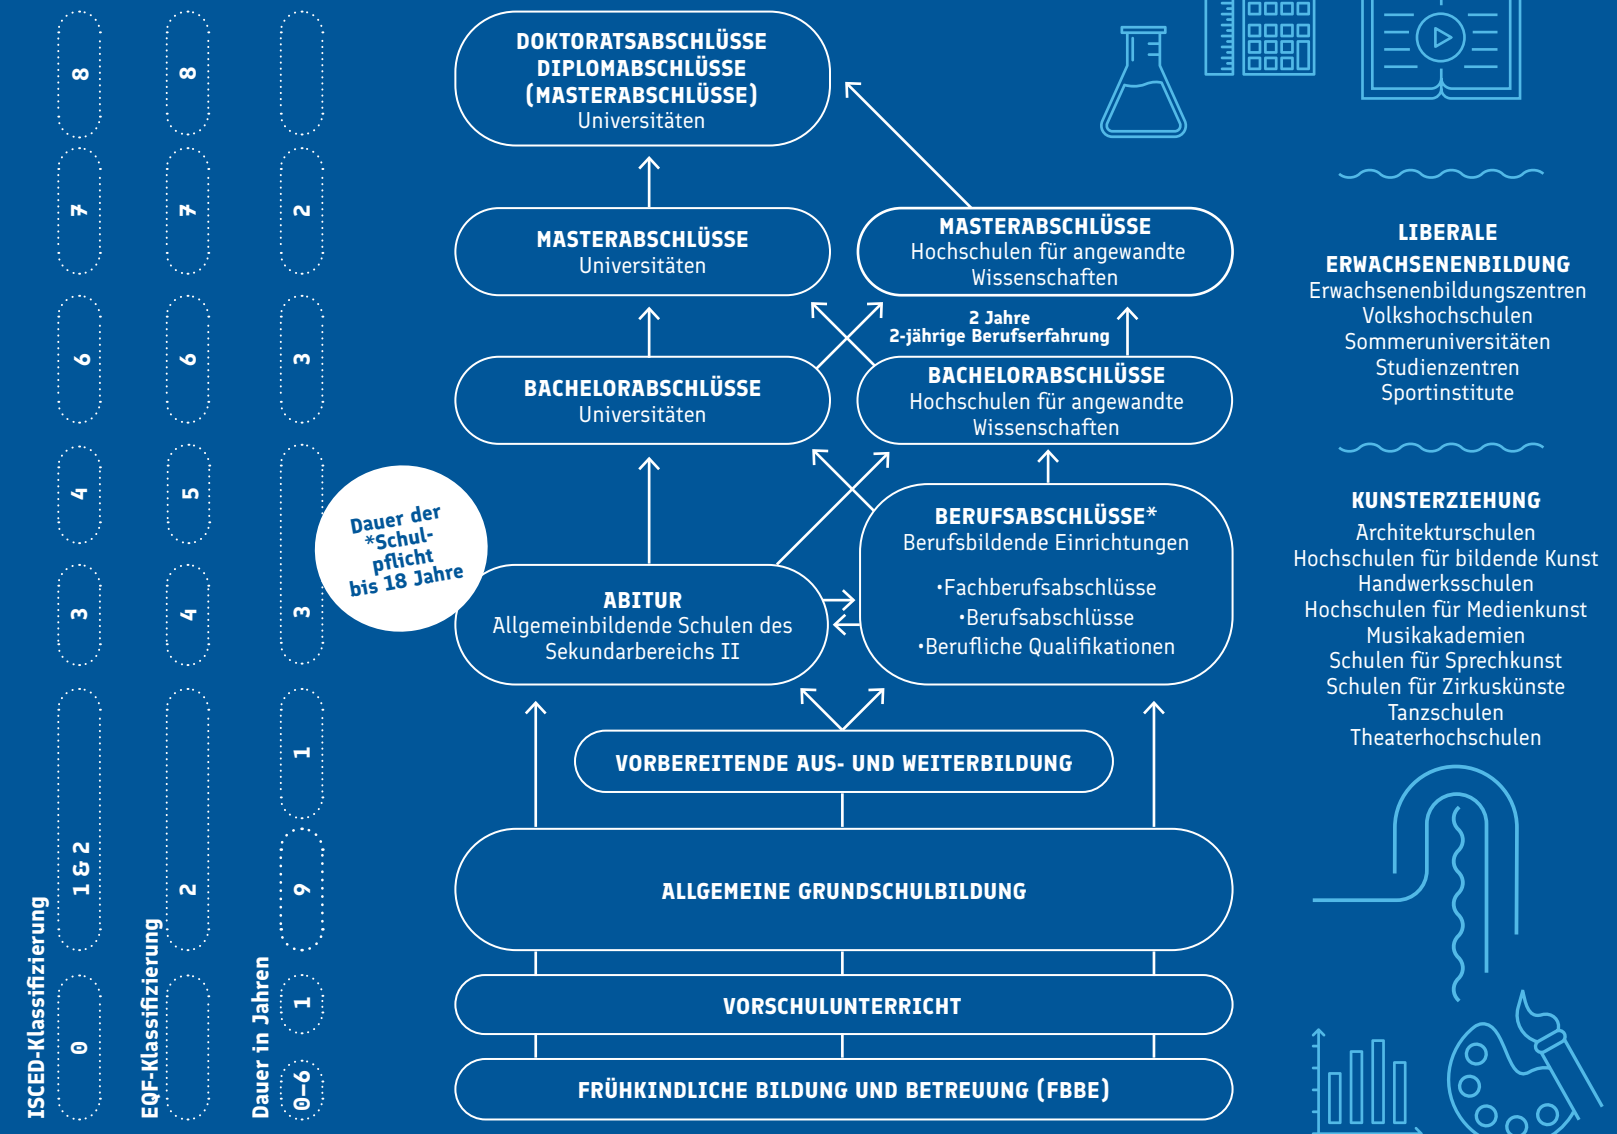 ISCED-Klassifizierung
8
7
6
4
3
1 & 2
0
EQF-Klassifizierung
8
7
6
5
4
2
Dauer in Jahren
2
3
3
1
9
1
0–6
Dauer der
*Schul-
pflicht
bis 18 Jahre
DOKTORATSABSCHLÜSSE
DIPLOMABSCHLÜSSE
(MASTERABSCHLÜSSE)
Universitäten
MASTERABSCHLÜSSE
Universitäten
MASTERABSCHLÜSSE
Hochschulen für angewandte
Wissenschaften
2 Jahre
2-jährige Berufserfahrung
BACHELORABSCHLÜSSE
Universitäten
BACHELORABSCHLÜSSE
Hochschulen für angewandte
Wissenschaften
ABITUR
Allgemeinbildende Schulen des
Sekundarbereichs II
BERUFSABSCHLÜSSE*
Berufsbildende Einrichtungen
•Fachberufsabschlüsse
•Berufsabschlüsse
•Berufliche Qualifikationen
VORBEREITENDE AUS- UND WEITERBILDUNG
ALLGEMEINE GRUNDSCHULBILDUNG
VORSCHULUNTERRICHT
FRÜHKINDLICHE BILDUNG UND BETREUUNG (FBBE)
LIBERALE
ERWACHSENENBILDUNG
Erwachsenenbildungszentren
Volkshochschulen
Sommeruniversitäten
Studienzentren
Sportinstitute
KUNSTERZIEHUNG
Architekturschulen
Hochschulen für bildende Kunst
Handwerksschulen
Hochschulen für Medienkunst
Musikakademien
Schulen für Sprechkunst
Schulen für Zirkuskünste
Tanzschulen
Theaterhochschulen